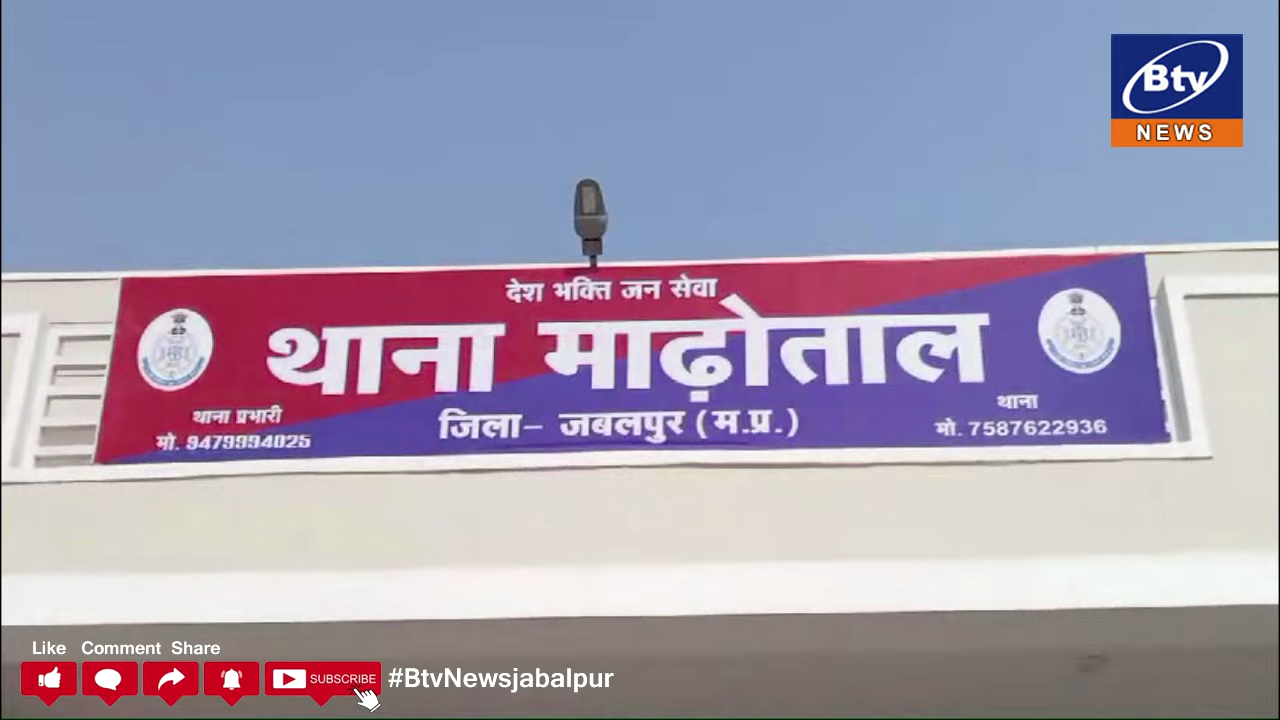 Btv
NEWS
देश भक्ति जन सेवा
थाना माढ़ोताल
थाना प्रभारी
मो. 9479994025
जिला- जबलपुर (म.प्र.)
थाना
मो. 7587622936
Like Comment Share
SUBSCRIBE
#BtvNewsjabalpur